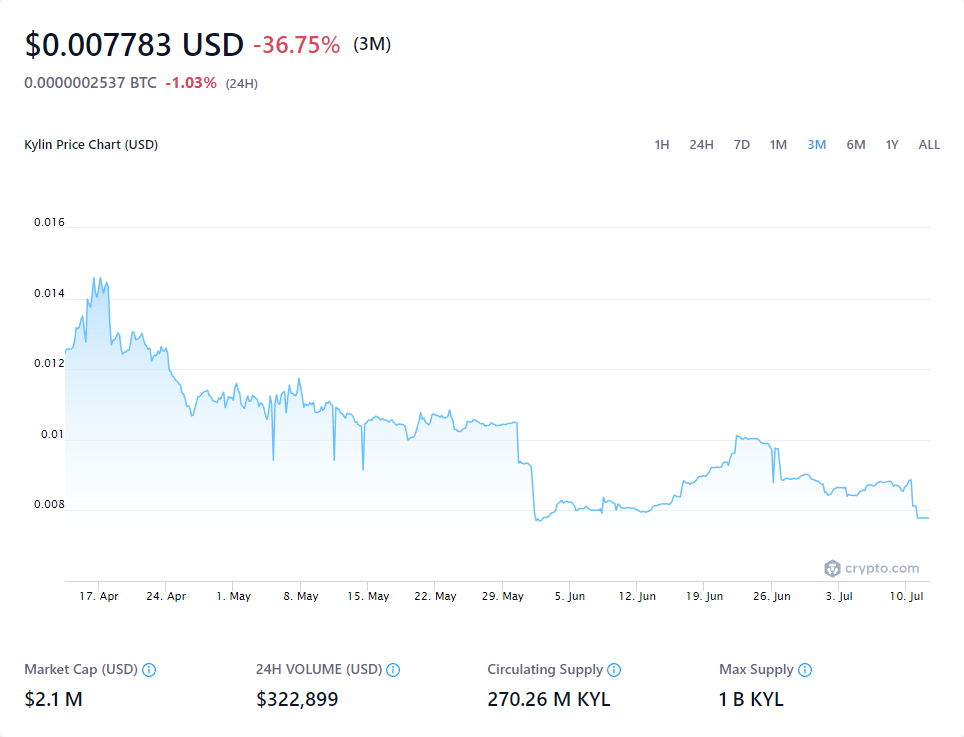 $0.007783 USD -36.75% (3M)
0.0000002537 BTC -1.03% (24H)
Kylin Price Chart (USD) 1H 24H 7D 1M 3M 6M 1Y ALL
0.016
0.014
0.012
0.01
0.008
crypto.com
17. Apr 24. Apr 1. May 8. May 15. May 22. May 29. May 5. Jun 12. Jun 19. Jun 26. Jun 3. Jul 10. Jul
Market Cap (USD) 24H VOLUME (USD) Circulating Supply Max Supply
$2.1 M $322,899 270.26 M KYL 1 B KYL